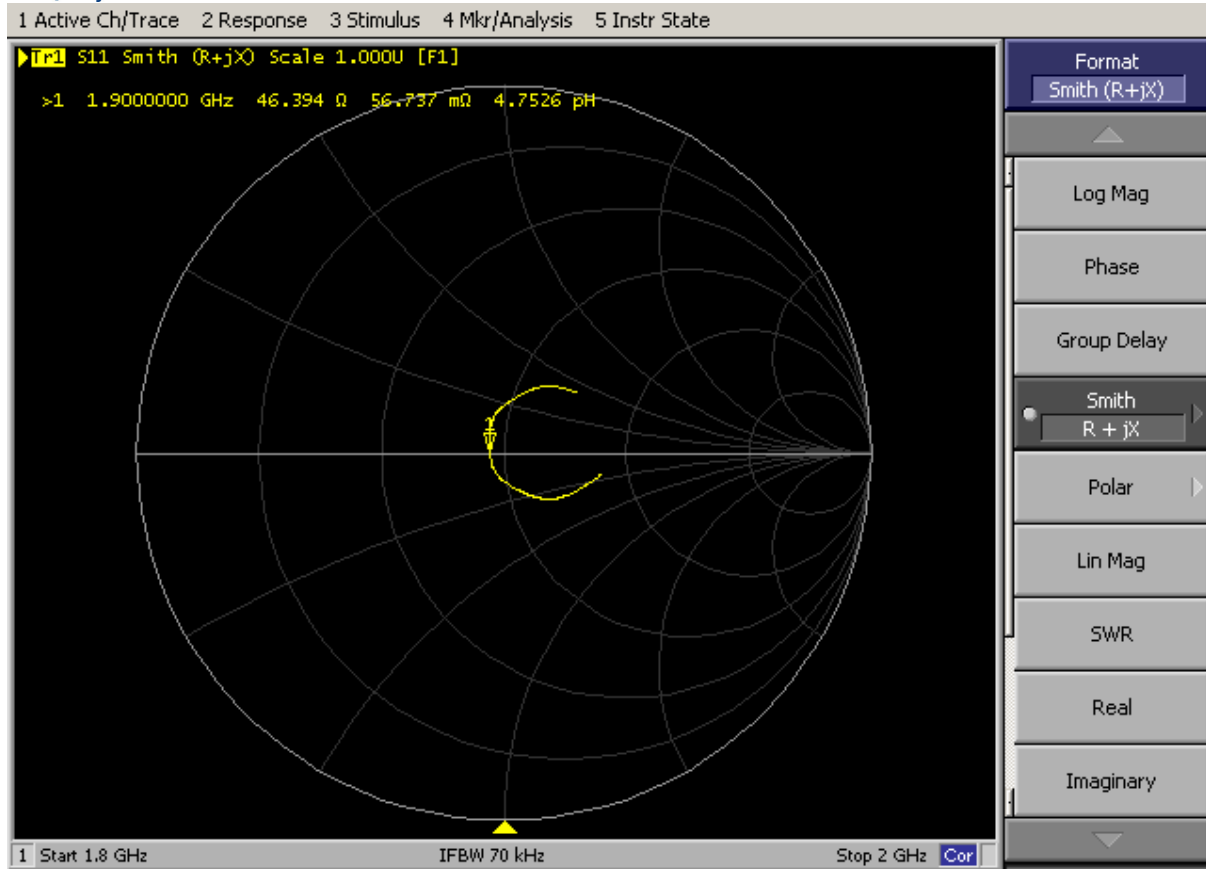 1 Active Ch/Trace 2 Response 3 Stimulus 4 Mkr/Analysis 5 Instr State
Tr1 S11 Smith (R+jX) Scale 1.000U [F1]
>1 1.9000000 GHz 46.394 Ω 56.737 mΩ 4.7526 pH
1
Format
Smith (R+jX)
Log Mag
Phase
Group Delay
Smith
R + jX
Polar
Lin Mag
SWR
Real
Imaginary
1 Start 1.8 GHz IFBW 70 kHz Stop 2 GHz Cor